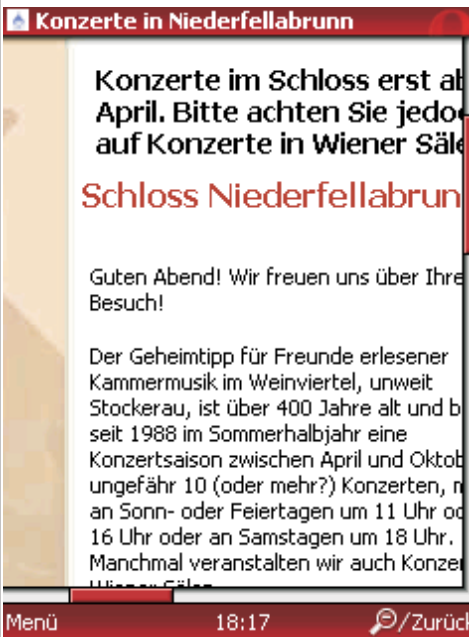 Konzerte in Niederfellabrunn
Konzerte im Schloss erst ab
April. Bitte achten Sie jedo
auf Konzerte in Wiener Säle
Schloss Niederfellabrun
Guten Abend! Wir freuen uns über Ihre
Besuch!
Der Geheimtipp für Freunde erlesener
Kammermusik im Weinviertel, unweit
Stockerau, ist über 400 Jahre alt und b
seit 1988 im Sommerhalbjahr eine
Konzertsaison zwischen April und Oktob
ungefähr 10 (oder mehr?) Konzerten, m
an Sonn- oder Feiertagen um 11 Uhr od
16 Uhr oder an Samstagen um 18 Uhr.
Manchmal veranstalten wir auch Konzer
Wiener Sälen
Menü 18:17 /Zurück